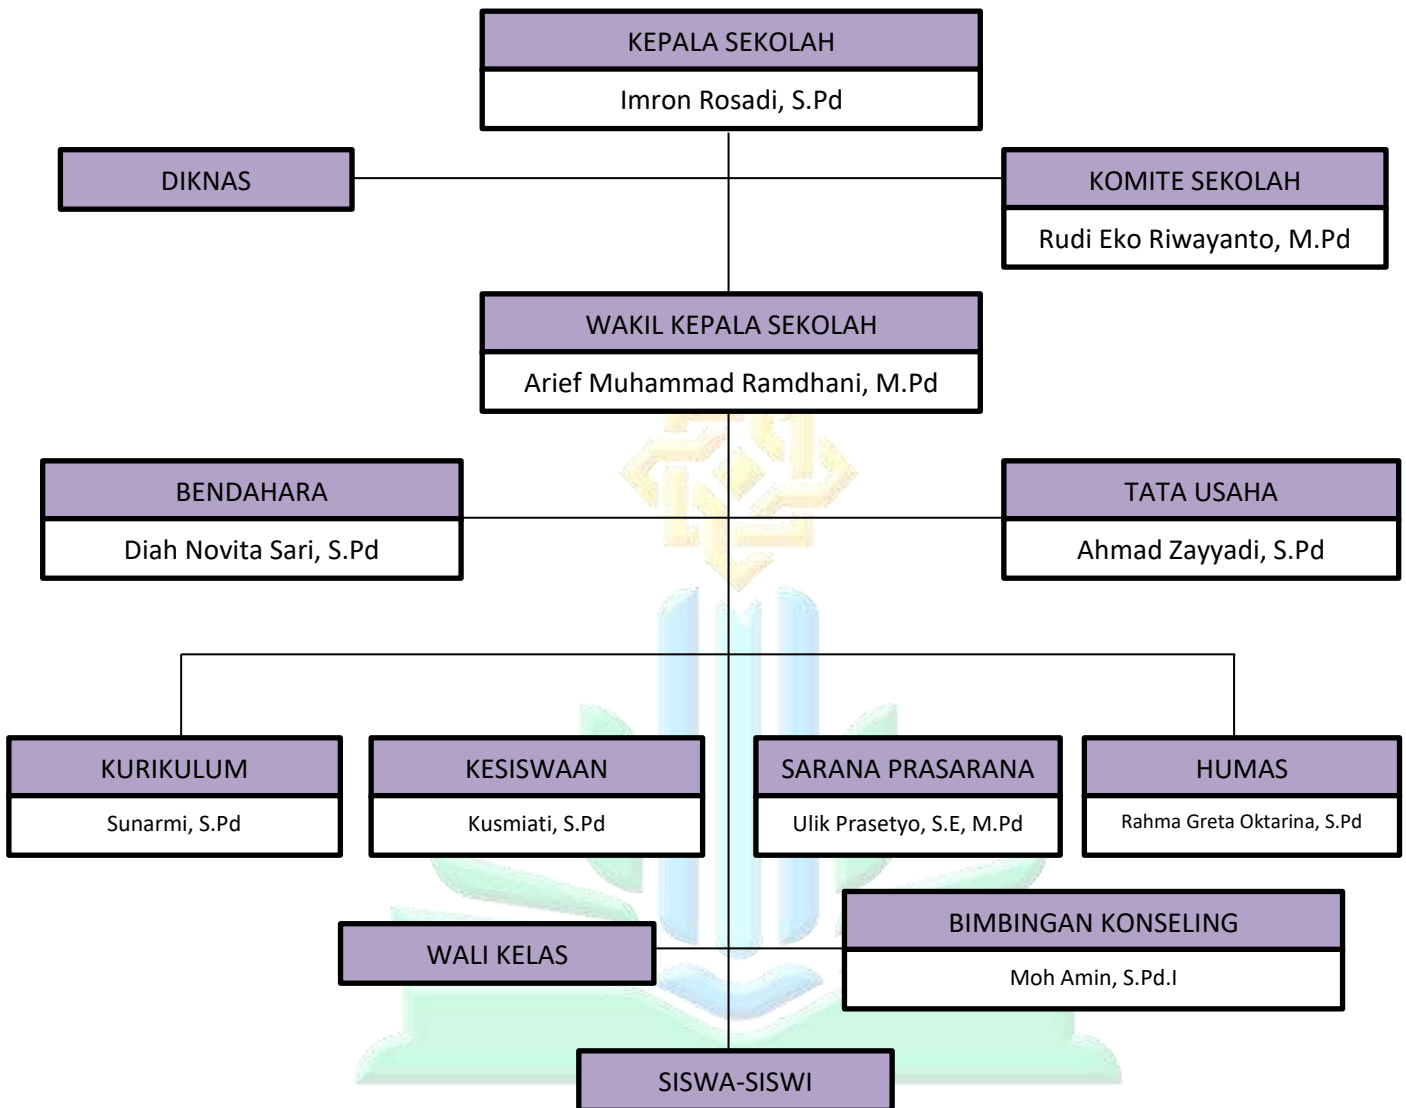 KEPALA SEKOLAH
Imron Rosadi, S.Pd
DIKNAS
KOMITE SEKOLAH
Rudi Eko Riwayanto, M.Pd
WAKIL KEPALA SEKOLAH
Arief Muhammad Ramdhani, M.Pd
BENDAHARA
Diah Novita Sari, S.Pd
TATA USAHA
Ahmad Zayyadi, S.Pd
KURIKULUM
Sunarmi, S.Pd
KESISWAAN
Kusmiati, S.Pd
SARANA PRASARANA
Ulik Prasetyo, S.E, M.Pd
HUMAS
Rahma Greta Oktarina, S.Pd
WALI KELAS
BIMBINGAN KONSELING
Moh Amin, S.Pd.I
SISWA-SISWI